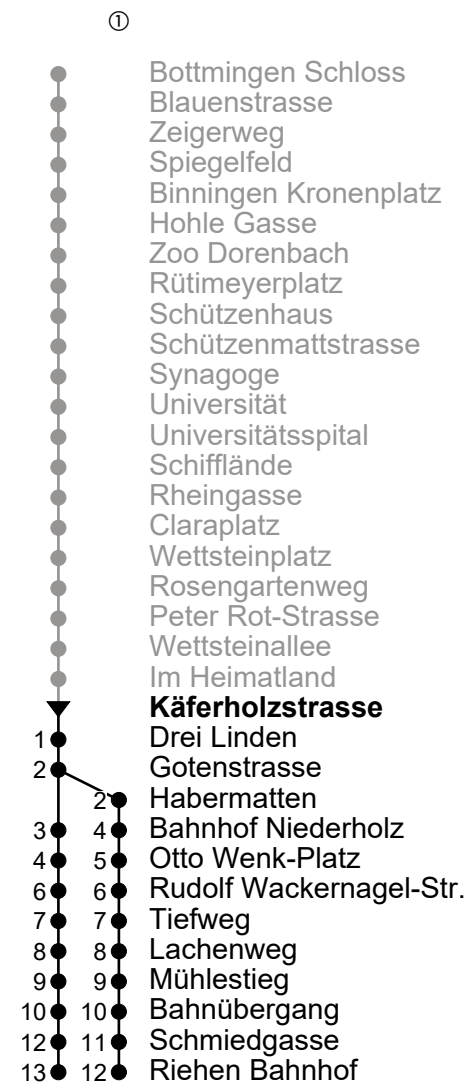 ①
Bottmingen Schloss
Blauenstrasse
Zeigerweg
Spiegelfeld
Binningen Kronenplatz
Hohle Gasse
Zoo Dorenbach
Rütimeyerplatz
Schützenhaus
Schützenmattstrasse
Synagoge
Universität
Universitätsspital
Schifflände
Rheingasse
Claraplatz
Wettsteinplatz
Rosengartenweg
Peter Rot-Strasse
Wettsteinallee
Im Heimatland
Käferholzstrasse
1 Drei Linden
2 Gotenstrasse
2 Habermatten
3 4 Bahnhof Niederholz
4 5 Otto Wenk-Platz
6 6 Rudolf Wackernagel-Str.
7 7 Tiefweg
8 8 Lachenweg
9 9 Mühlestieg
10 10 Bahnübergang
12 11 Schmiedgasse
13 12 Riehen Bahnhof